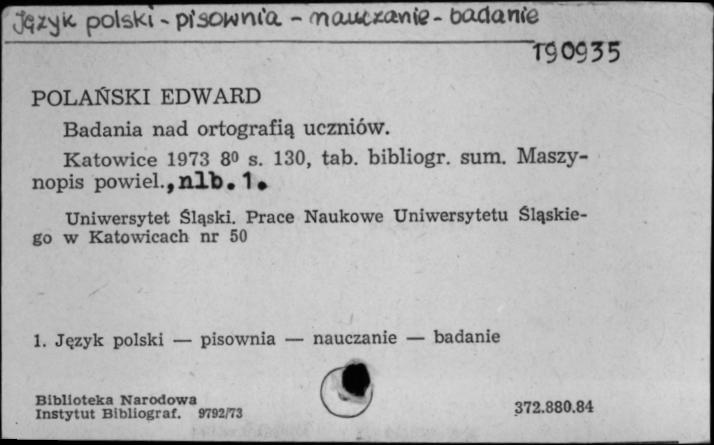 Język polski - pisownia - nauczanie - badanie
T90935
POLAŃSKI EDWARD
Badania nad ortografią uczniów.
Katowice 1973 8⁰ s. 130, tab. bibliogr. sum. Maszy-
nopis powiel., nlb. 1.
Uniwersytet Śląski. Prace Naukowe Uniwersytetu Śląskie-
go w Katowicach nr 50
1. Język polski — pisownia — nauczanie — badanie
Biblioteka Narodowa
Instytut Bibliograf. 9792/73
372.880.84